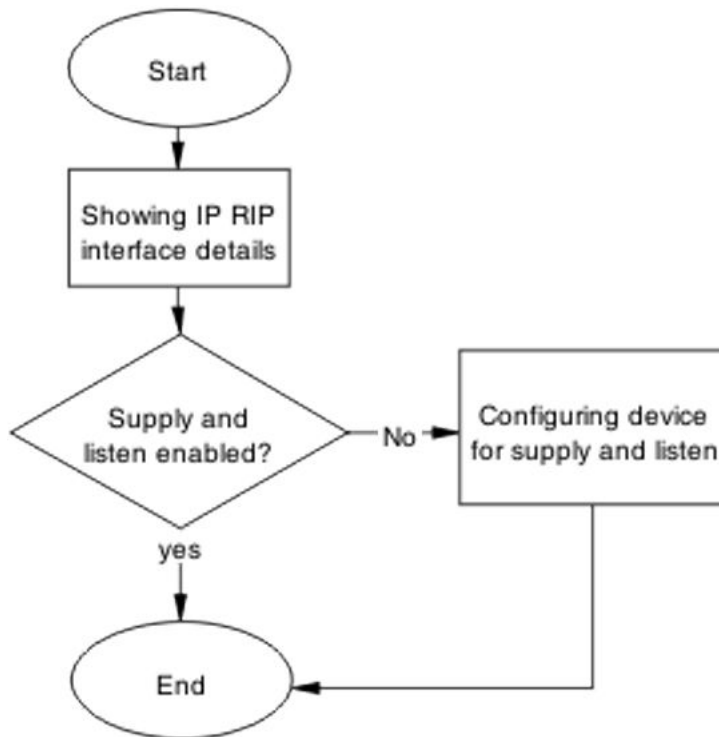 Start
Showing IP RIP
interface details
Supply and
listen enabled?
No
Configuring device
for supply and listen
yes
End